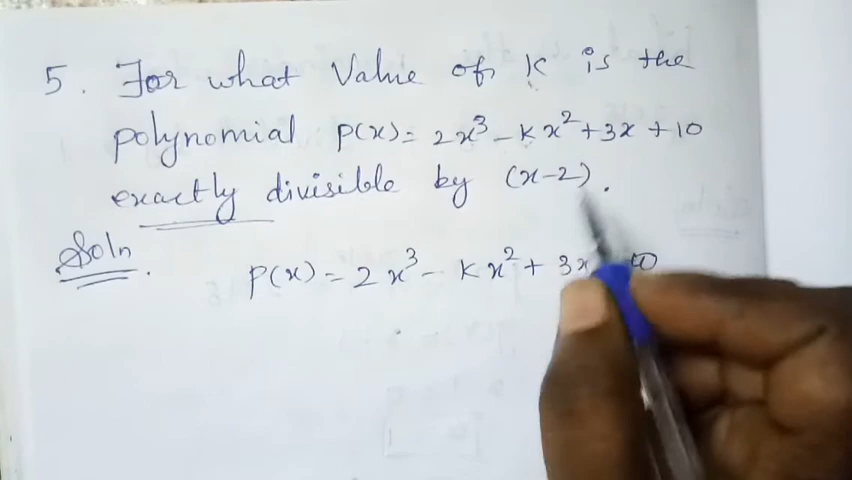 5. For what Value of K is the
polynomial P(x) = 2x³ - Kx² + 3x + 10
exactly divisible by (x-2).
Soln.
P(x) = 2x³ - Kx² + 3x